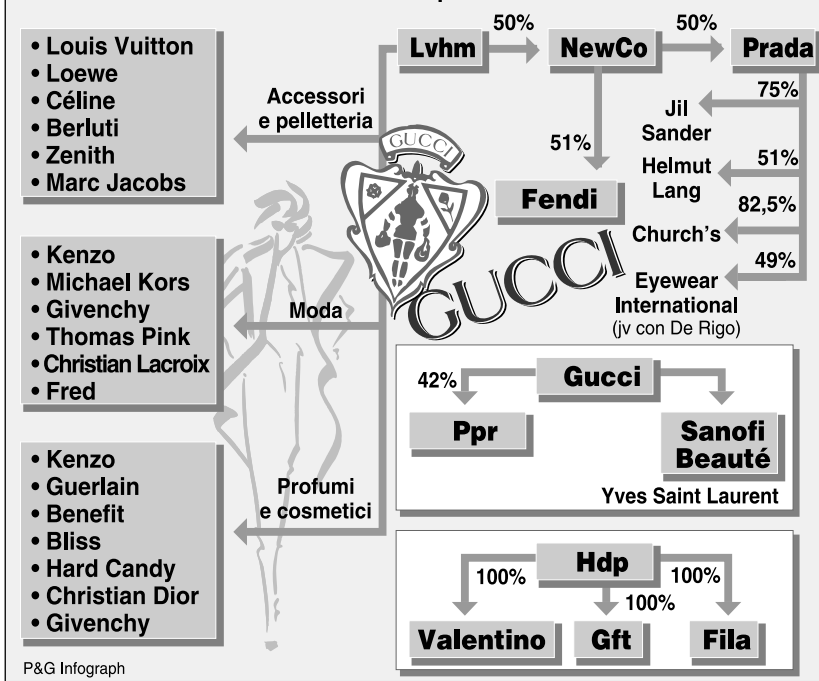 • Louis Vuitton
• Loewe
• Céline
• Berluti
• Zenith
• Marc Jacobs
Accessori
e pelletteria
Lvhm
50%
NewCo
50%
Prada
51%
Fendi
75%
Jil
Sander
51%
Helmut
Lang
82,5%
Church's
49%
Eyewear
International
(jv con De Rigo)
GUCCI
GUCCI
• Kenzo
• Michael Kors
• Givenchy
• Thomas Pink
• Christian Lacroix
• Fred
Moda
42%
Gucci
Ppr
Sanofi
Beauté
Yves Saint Laurent
• Kenzo
• Guerlain
• Benefit
• Bliss
• Hard Candy
• Christian Dior
• Givenchy
Profumi
e cosmetici
Hdp
100%
100%
100%
Valentino
Gft
Fila
P&G Infograph